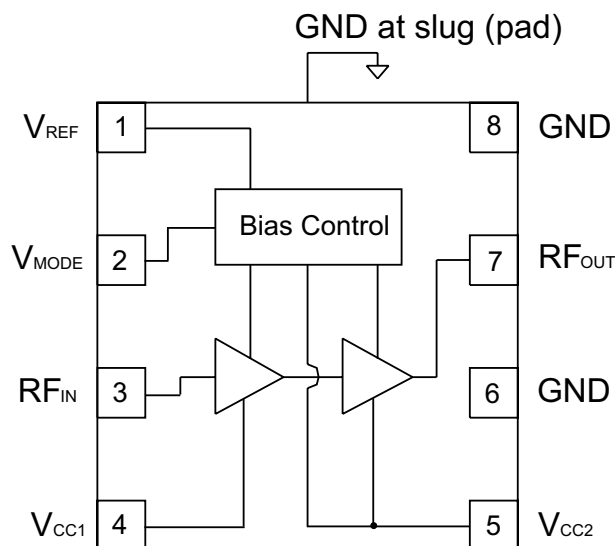 GND at slug (pad)
VREF 1
8 GND
Bias Control
VMODE 2
7 RFOUT
RFIN 3
6 GND
VCC1 4
5 VCC2